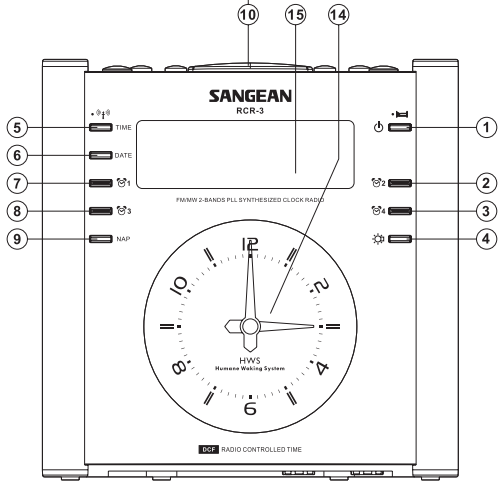 10 15 14
SANGEAN
RCR-3
5 TIME 1
6 DATE
7 1 2 2
8 3 4 3
9 NAP 4
FM/MW 2-BANDS PLL SYNTHESIZED CLOCK RADIO
12
10 2
8 4
6
HWS
Humane Waking System
DCF RADIO CONTROLLED TIME